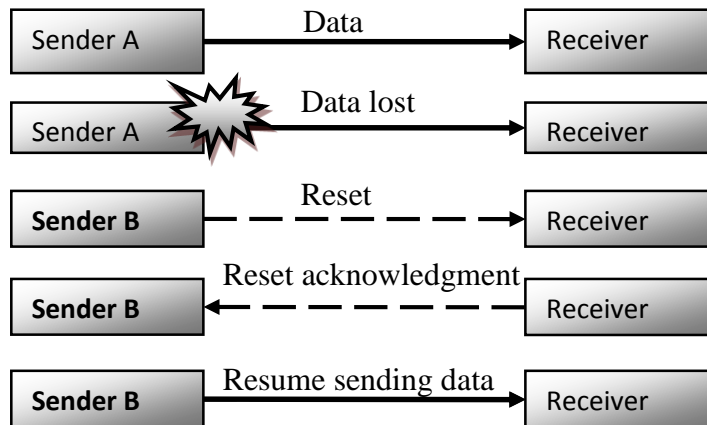 Sender A Data Receiver
Sender A Data lost Receiver
Sender B Reset Receiver
Sender B Reset acknowledgment Receiver
Sender B Resume sending data Receiver